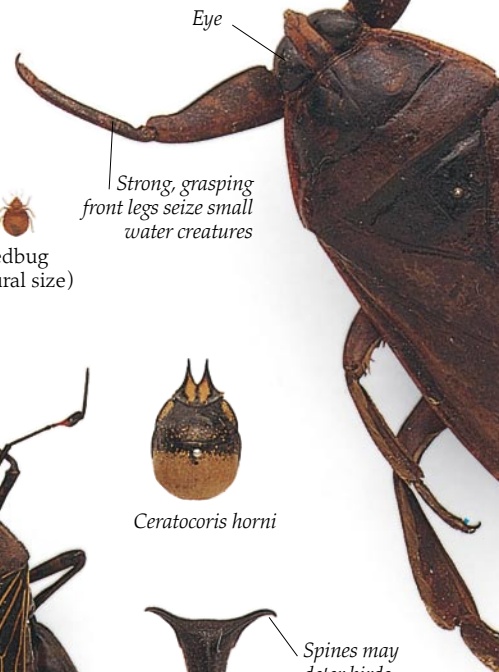 Eye
Strong, grasping
front legs seize small
water creatures
edbug
ural size)
Ceratocoris horni
Spines may
deter birds